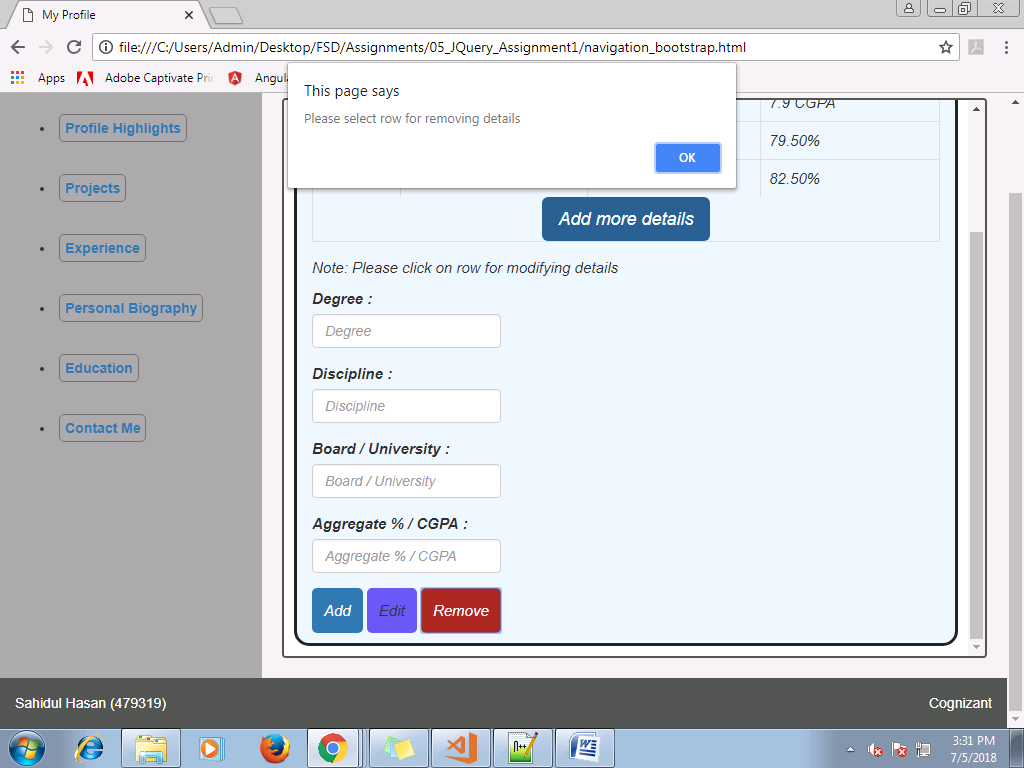 My Profile
file:///C:/Users/Admin/Desktop/FSD/Assignments/05_JQuery_Assignment1/navigation_bootstrap.html
Apps Adobe Captivate Pri Angul
This page says
Please select row for removing details
OK
Profile Highlights
Projects
Experience
Personal Biography
Education
Contact Me
7.9 CGPA
79.50%
82.50%
Add more details
Note: Please click on row for modifying details
Degree :
Degree
Discipline :
Discipline
Board / University :
Board / University
Aggregate % / CGPA :
Aggregate % / CGPA
Add Edit Remove
Sahidul Hasan (479319) Cognizant
3:31 PM
7/5/2018